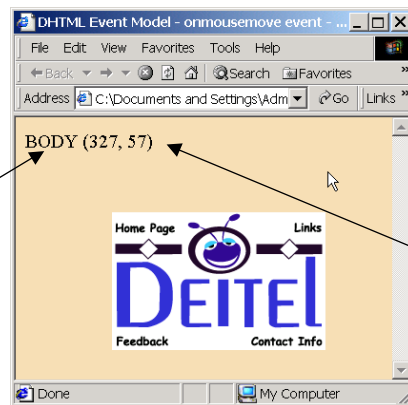 DHTML Event Model - onmousemove event - ...
File Edit View Favorites Tools Help
Back Search Favorites »
Address C:\Documents and Settings\Adm Go Links »
BODY (327, 57)
Home Page Links
DEITEL
Feedback Contact Info
Done My Computer